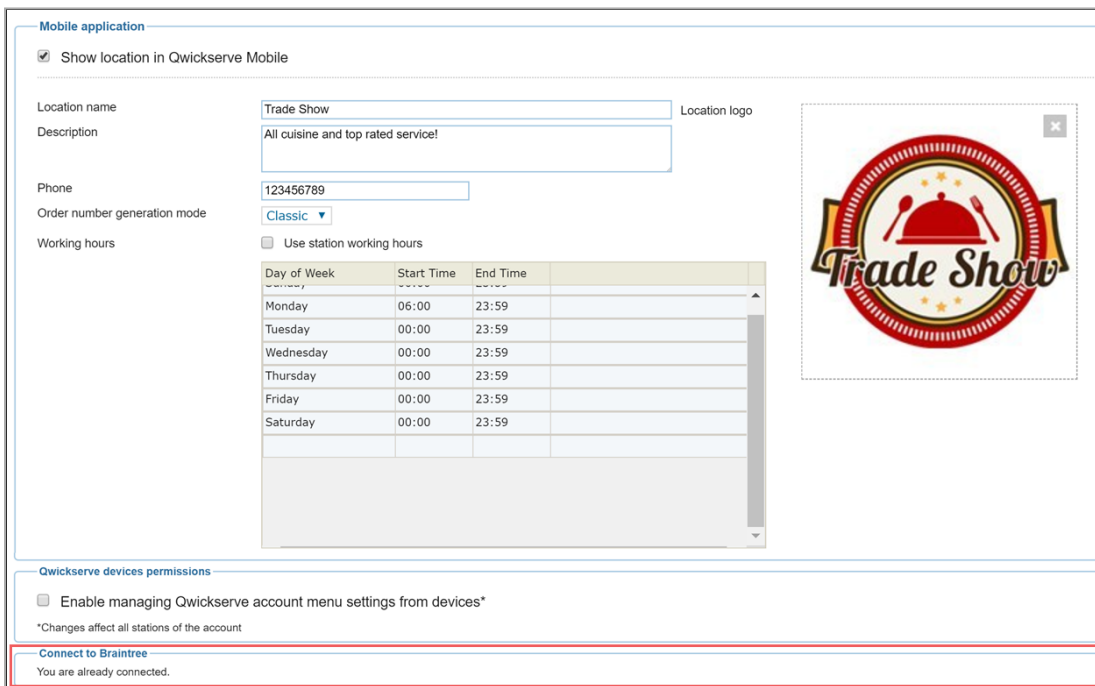 Mobile application
Show location in Qwickserve Mobile
Location name Trade Show Location logo
Description All cuisine and top rated service!
Phone 123456789
Order number generation mode Classic
Working hours Use station working hours
Day of Week Start Time End Time
Monday 06:00 23:59
Tuesday 00:00 23:59
Wednesday 00:00 23:59
Thursday 00:00 23:59
Friday 00:00 23:59
Saturday 00:00 23:59
Trade Show
Qwickserve devices permissions
Enable managing Qwickserve account menu settings from devices*
*Changes affect all stations of the account
Connect to Braintree
You are already connected.